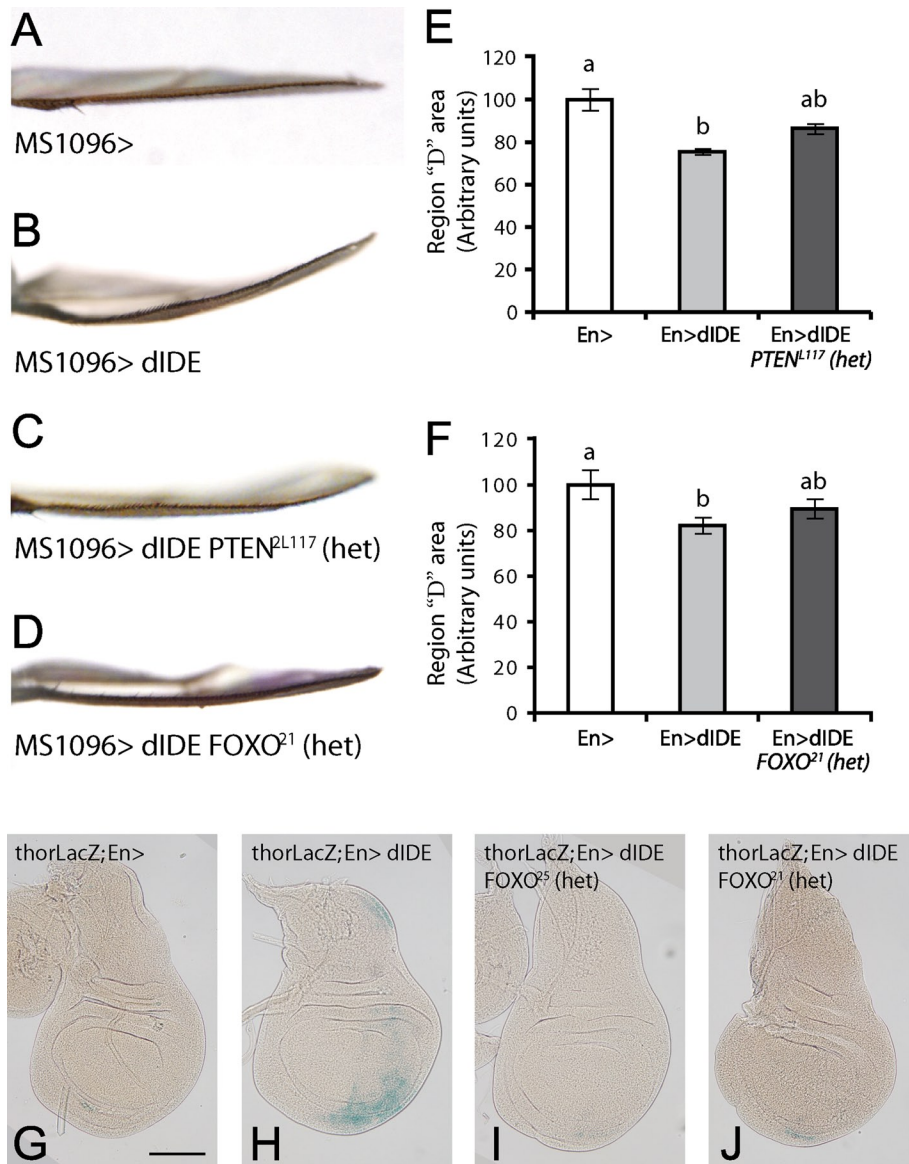 A
MS1096>
B
MS1096> dIDE
C
MS1096> dIDE PTEN²ᴸ¹¹⁷ (het)
D
MS1096> dIDE FOXO²¹ (het)
E
Region “D” area
(Arbitrary units)
120
100
80
60
40
20
0
a
b
ab
En>
En>dIDE
En>dIDE
PTENᴸ¹¹⁷ (het)
F
Region “D” area
(Arbitrary units)
120
100
80
60
40
20
0
a
b
ab
En>
En>dIDE
En>dIDE
FOXO²¹ (het)
thorLacZ;En>
G
thorLacZ;En> dIDE
H
thorLacZ;En> dIDE
FOXO²⁵ (het)
I
thorLacZ;En> dIDE
FOXO²¹ (het)
J